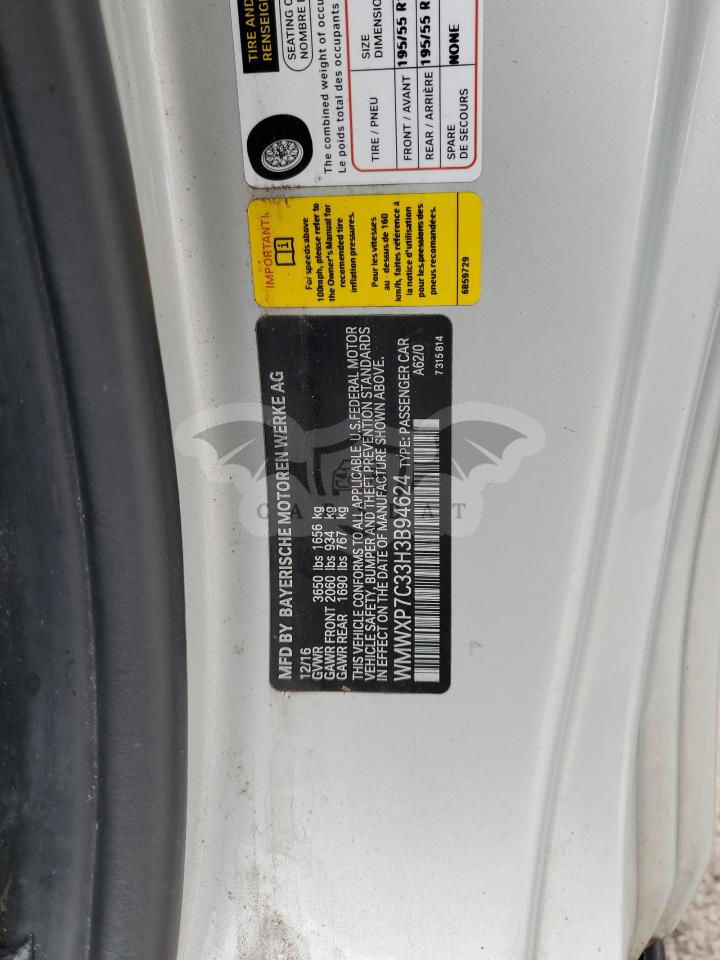 TIRE AND
RENSEIG
SEATING
NOMBRE
The combined weight of occu
Le poids total des occupants
TIRE / PNEU
SIZE
DIMENSIO
FRONT / AVANT
195/55 R
REAR / ARRIÈRE
195/55 R
SPARE
DE SECOURS
NONE
IMPORTANT!
For speeds above
100mph, please refer to
the Owner's Manual for
recomended tire
inflation pressures.
Pour les vitesses
au dessus de 160
km/h, faites référence à
la notice d'utilisation
pour les pressions des
pneus recomandées.
6859729
MFD BY BAYERISCHE MOTOREN WERKE AG
12/16
GVWR 3650 lbs 1656 kg
GAWR FRONT 2060 lbs 934 kg
GAWR REAR 1690 lbs 767 kg
THIS VEHICLE CONFORMS TO ALL APPLICABLE U.S. FEDERAL MOTOR
VEHICLE SAFETY, BUMPER AND THEFT PREVENTION STANDARDS
IN EFFECT ON THE DATE OF MANUFACTURE SHOWN ABOVE.
WMWXP7C33H3B94624 TYPE: PASSENGER CAR
A62/0
7 315 814